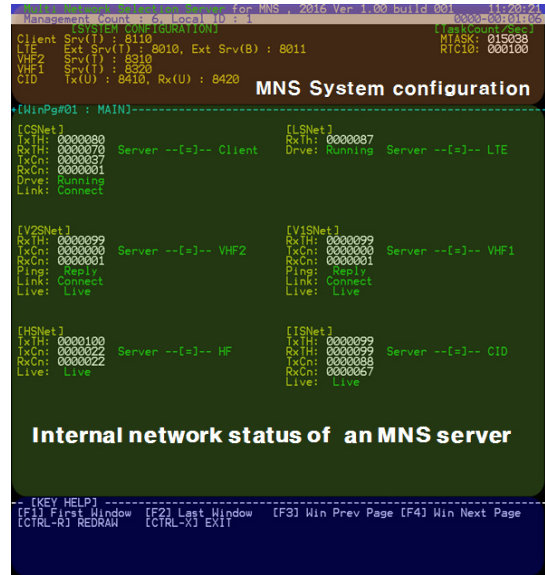 Multi Network Selection Server for MNS , 2016 Ver 1.00 build 001 11:20:21
Management Count : 6, Local ID : 1 0000-00:01:06
[SYSTEM CONFIGURATION] [TaskCount/Sec]
Client Srv(T) : 8110 MTASK: 015038
LTE Ext Srv(T) : 8010, Ext Srv(B) : 8011 RTC10: 000100
VHF2 Srv(T) : 8310
VHF1 Srv(T) : 8320
CID Tx(U) : 8410, Rx(U) : 8420
MNS System configuration
+[WinPg#01 : MAIN]
[CSNet] [LSNet]
TxTH: 0000080 RxTh: 0000087
RxTH: 0000070 Server --[=]-- Client Drve: Running Server --[=]-- LTE
TxCn: 0000037
RxCn: 0000001
Drve: Running
Link: Connect
[V2SNet] [V1SNet]
RxTH: 0000099 RxTH: 0000099
TxCn: 0000000 Server --[=]-- VHF2 TxCn: 0000000 Server --[=]-- VHF1
RxCn: 0000001 RxCn: 0000001
Ping: Reply Ping: Reply
Link: Connect Link: Connect
Live: Live Live: Live
[HSNet] [ISNet]
TxTH: 0000100 TxTH: 0000099
TxCn: 0000022 Server --[=]-- HF RxTH: 0000099 Server --[=]-- CID
RxCn: 0000022 TxCn: 0000088
Live: Live RxCn: 0000067
Live: Live
Internal network status of an MNS server
-- [KEY HELP] --
[F1] First Window [F2] Last Window [F3] Win Prev Page [F4] Win Next Page
[CTRL-R] REDRAW [CTRL-X] EXIT